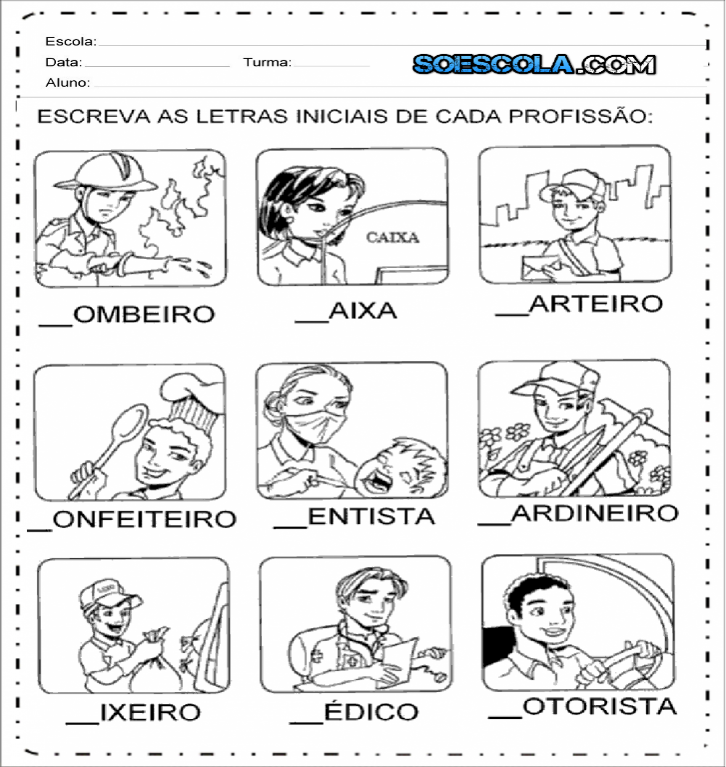 Escola:
Data: Turma:
SOESCOLA.COM
Aluno:
ESCREVA AS LETRAS INICIAIS DE CADA PROFISSÃO:
CAIXA
__OMBEIRO __AIXA __ARTEIRO
__ONFEITEIRO __ENTISTA __ARDINEIRO
__IXEIRO __ÉDICO __OTORISTA